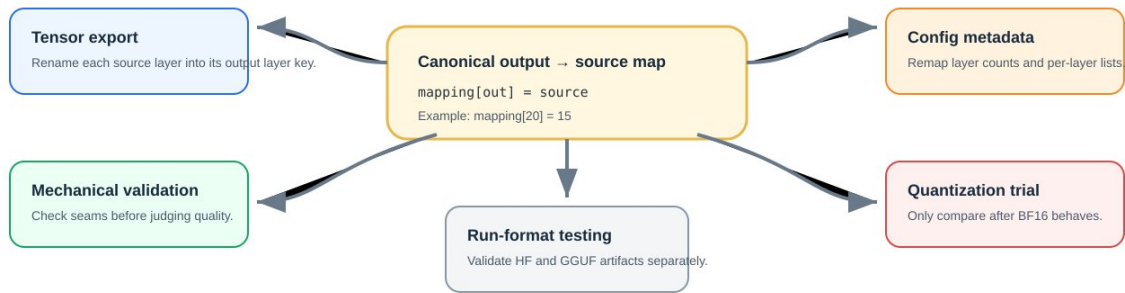 Tensor export
Rename each source layer into its output layer key.
Canonical output → source map
mapping[out] = source
Example: mapping[20] = 15
Config metadata
Remap layer counts and per-layer lists.
Mechanical validation
Check seams before judging quality.
Run-format testing
Validate HF and GGUF artifacts separately.
Quantization trial
Only compare after BF16 behaves.